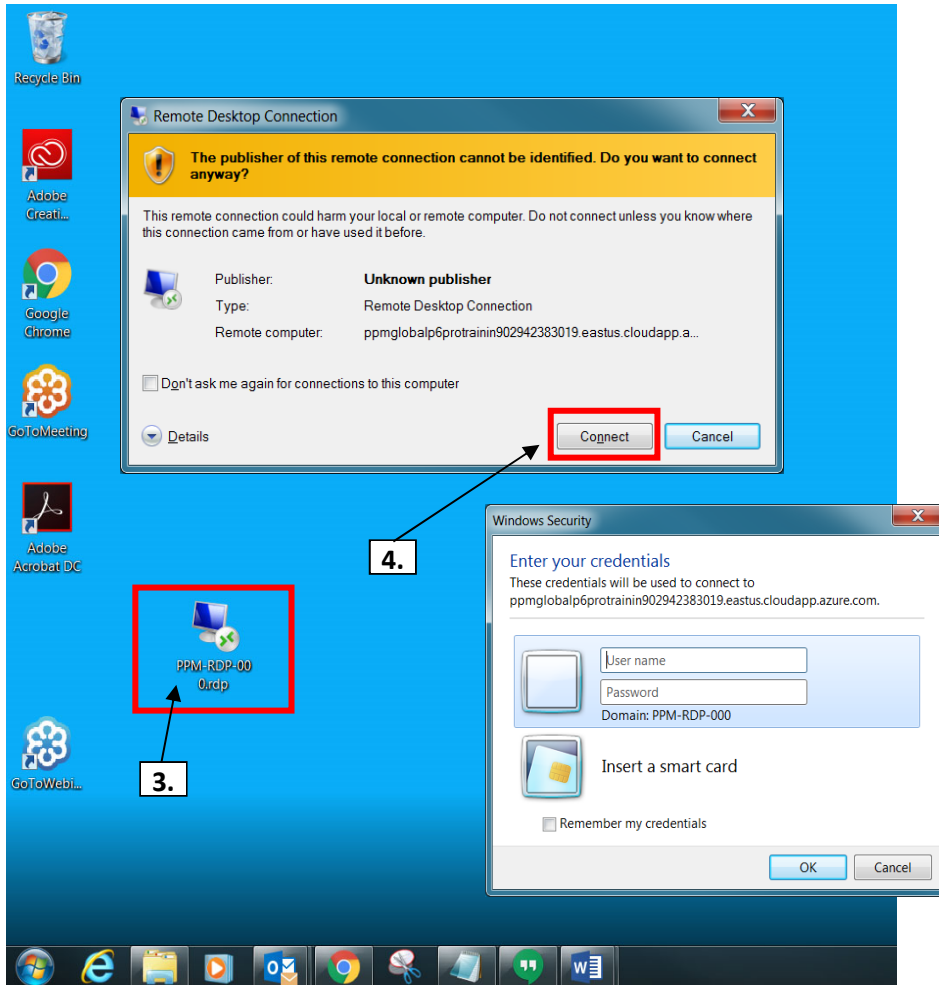 Recycle Bin
Adobe
Creati...
Google
Chrome
GoToMeeting
Adobe
Acrobat DC
GoToWebi...
Remote Desktop Connection
The publisher of this remote connection cannot be identified. Do you want to connect
anyway?
This remote connection could harm your local or remote computer. Do not connect unless you know where
this connection came from or have used it before.
Publisher: Unknown publisher
Type: Remote Desktop Connection
Remote computer: ppmglobalp6protrainin902942383019.eastus.cloudapp.a...
Don't ask me again for connections to this computer
Details
Connect
Cancel
4.
PPM-RDP-00
0.rdp
3.
Windows Security
Enter your credentials
These credentials will be used to connect to
ppmglobalp6protrainin902942383019.eastus.cloudapp.azure.com.
User name
Password
Domain: PPM-RDP-000
Insert a smart card
Remember my credentials
OK
Cancel